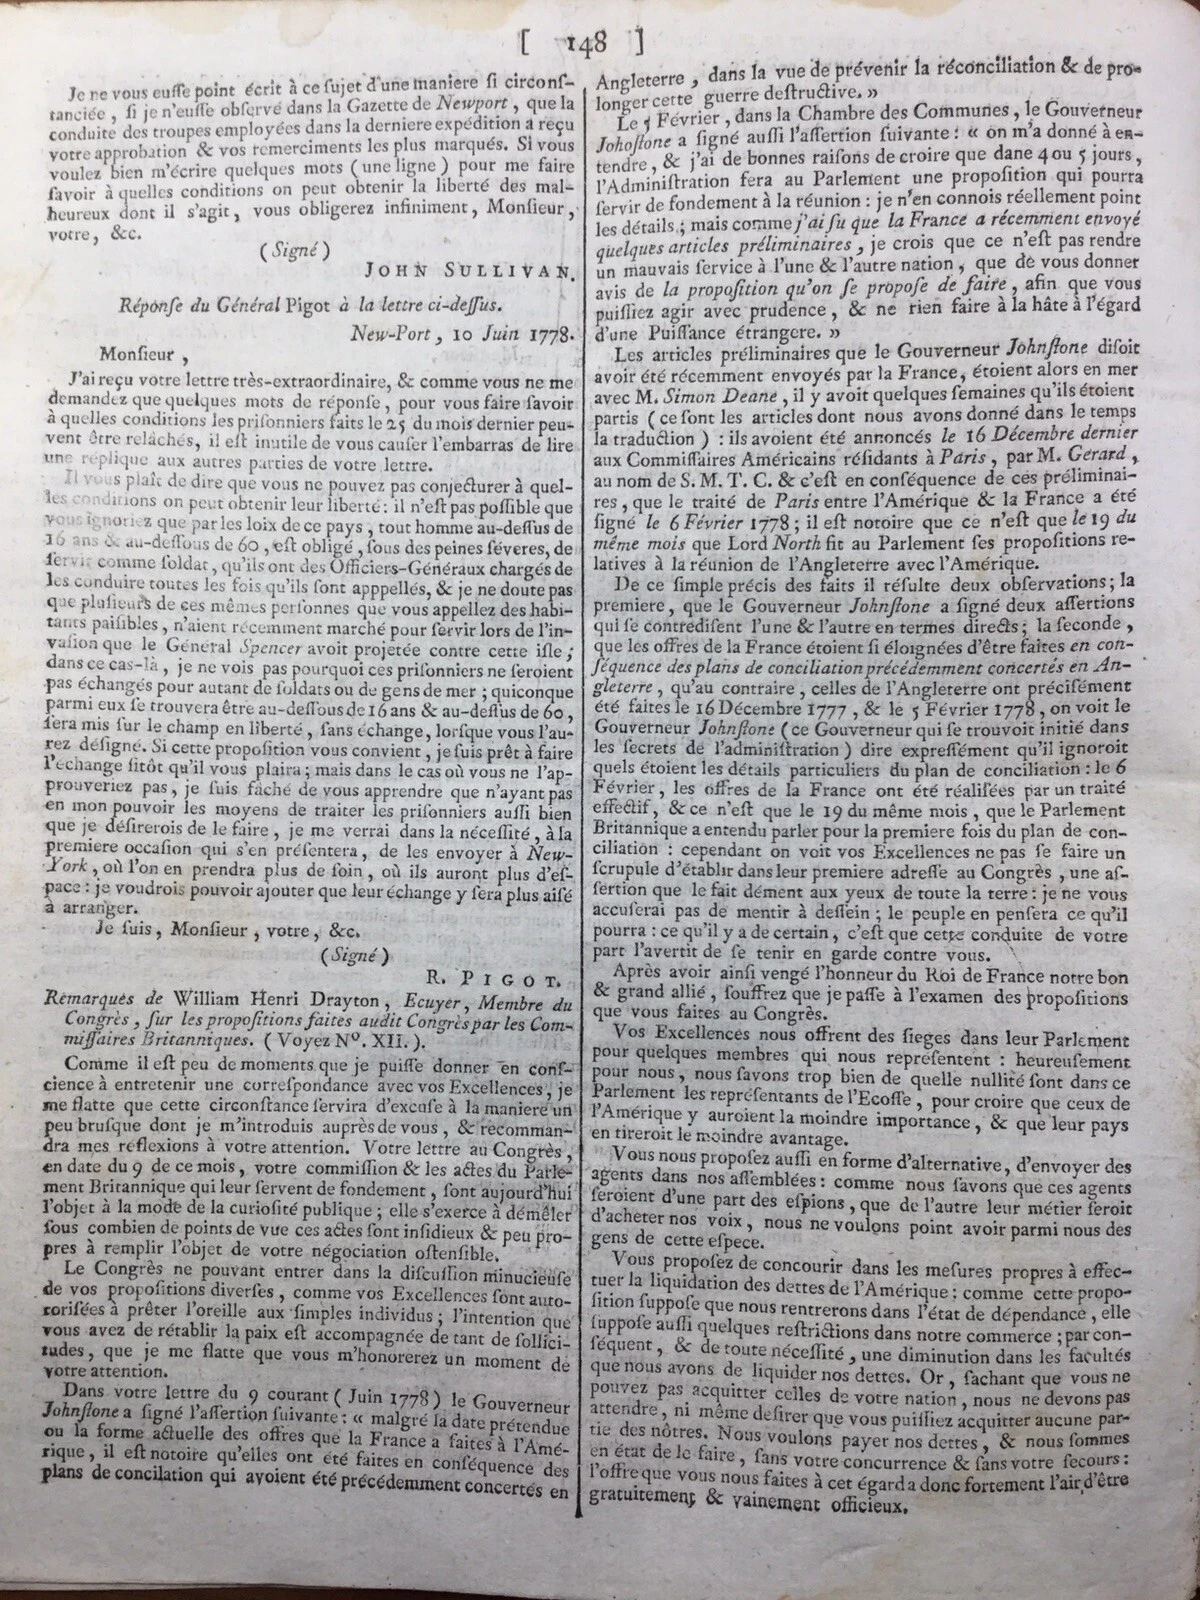 [ 148 ]
Je ne vous euſſe point écrit à ce ſujet d'une maniere ſi circonſ-
tanciée, ſi je n'euſſe obſervé dans la Gazette de Newport, que la
conduite des troupes employées dans la derniere expédition a reçu
votre approbation & vos remerciments les plus marqués. Si vous
voulez bien m'écrire quelques mots (une ligne) pour me faire
ſavoir à quelles conditions on peut obtenir la liberté des mal-
heureux dont il s'agit, vous obligerez infiniment, Monſieur,
votre, &c.
(Signé)
JOHN SULLIVAN.
Réponſe du Général Pigot à la lettre ci-deſſus.
New-Port, 10 Juin 1778.
Monſieur,
J'ai reçu votre lettre très-extraordinaire, & comme vous ne me
demandez que quelques mots de réponſe, pour vous faire ſavoir
à quelles conditions les priſonniers faits le 25 du mois dernier peu-
vent être relâchés, il eſt inutile de vous cauſer l'embarras de lire
une réplique aux autres parties de votre lettre.
Il vous plaît de dire que vous ne pouvez pas conjecturer à quel-
les conditions on peut obtenir leur liberté: il n'eſt pas poſſible que
vous ignoriez que par les loix de ce pays, tout homme au-deſſus de
16 ans & au-deſſous de 60, eſt obligé, ſous des peines ſéveres, de
ſervir comme ſoldat, qu'ils ont des Officiers-Généraux chargés de
les conduire toutes les fois qu'ils ſont apppellés, & je ne doute pas
que pluſieurs de ces mêmes perſonnes que vous appellez des habi-
tants paiſibles, n'aient récemment marché pour ſervir lors de l'in-
vaſion que le Général Spencer avoit projetée contre cette iſle;
dans ce cas-là, je ne vois pas pourquoi ces priſonniers ne ſeroient
pas échangés pour autant de ſoldats ou de gens de mer; quiconque
parmi eux ſe trouvera être au-deſſous de 16 ans & au-deſſus de 60,
ſera mis ſur le champ en liberté, ſans échange, lorſque vous l'au-
rez déſigné. Si cette propoſition vous convient, je ſuis prêt à faire
l'échange ſitôt qu'il vous plaira; mais dans le cas où vous ne l'ap-
prouveriez pas, je ſuis fâché de vous apprendre que n'ayant pas
en mon pouvoir les moyens de traiter les priſonniers auſſi bien
que je déſirerois de le faire, je me verrai dans la néceſſité, à la
premiere occaſion qui s'en préſentera, de les envoyer à New-
York, où l'on en prendra plus de ſoin, où ils auront plus d'eſ-
pace: je voudrois pouvoir ajouter que leur échange y ſera plus aiſé
à arranger.
Je ſuis, Monſieur, votre, &c.
(Signé)
R. PIGOT.
Remarques de William Henri Drayton, Ecuyer, Membre du
Congrès, ſur les propoſitions faites audit Congrès par les Com-
miſſaires Britanniques. (Voyez Nº. XII.).
Comme il eſt peu de moments que je puiſſe donner en conſ-
cience à entretenir une correſpondance avec vos Excellences, je
me flatte que cette circonſtance ſervira d'excuſe à la maniere un
peu bruſque dont je m'introduis auprès de vous, & recomman-
dra mes réflexions à votre attention. Votre lettre au Congrès,
en date du 9 de ce mois, votre commiſſion & les actes du Parle-
ment Britannique qui leur ſervent de fondement, ſont aujourd'hui
l'objet à la mode de la curioſité publique; elle s'exerce à démêler
ſous combien de points de vue ces actes ſont inſidieux & peu pro-
pres à remplir l'objet de votre négociation oſtenſible.
Le Congrès ne pouvant entrer dans la diſcuſſion minucieuſe
de vos propoſitions diverſes, comme vos Excellences ſont auto-
toriſées à prêter l'oreille aux ſimples individus; l'intention que
vous avez de rétablir la paix eſt accompagnée de tant de ſollici-
tudes, que je me flatte que vous m'honorerez un moment de
votre attention.
Dans votre lettre du 9 courant (Juin 1778) le Gouverneur
Johnſtone a ſigné l'aſſertion ſuivante: « malgré la date prétendue
ou la forme actuelle des offres que la France a faites à l'Amé-
rique, il eſt notoire qu'elles ont été faites en conſéquence des
plans de concilation qui avoient été précédemment concertés en
Angleterre, dans la vue de prévenir la réconciliation & de pro-
longer cette guerre deſtructive. »
Le 5 Février, dans la Chambre des Communes, le Gouverneur
Johoſtone a ſigné auſſi l'aſſertion ſuivante: « on m'a donné à en-
tendre, & j'ai de bonnes raiſons de croire que dane 4 ou 5 jours,
l'Adminiſtration fera au Parlement une propoſition qui pourra
ſervir de fondement à la réunion: je n'en connois réellement point
les détails; mais comme j'ai ſu que la France a récemment envoyé
quelques articles préliminaires, je crois que ce n'eſt pas rendre
un mauvais ſervice à l'une & l'autre nation, que de vous donner
avis de la propoſition qu'on ſe propoſe de faire, afin que vous
puiſſiez agir avec prudence, & ne rien faire à la hâte à l'égard
d'une Puiſſance étrangere. »
Les articles préliminaires que le Gouverneur Johnſtone diſoit
avoir été récemment envoyés par la France, étoient alors en mer
avec M. Simon Deane, il y avoit quelques ſemaines qu'ils étoient
partis (ce ſont les articles dont nous avons donné dans le temps
la traduction): ils avoient été annoncés le 16 Décembre dernier
aux Commiſſaires Américains réſidants à Paris, par M. Gérard,
au nom de S. M. T. C. & c'eſt en conſéquence de ces préliminai-
res, que le traité de Paris entre l'Amérique & la France a été
ſigné le 6 Février 1778; il eſt notoire que ce n'eſt que le 19 du
même mois que Lord North fit au Parlement ſes propoſitions re-
latives à la réunion de l'Angleterre avec l'Amérique.
De ce ſimple précis des faits il réſulte deux obſervations; la
premiere, que le Gouverneur Johnſtone a ſigné deux aſſertions
qui ſe contrediſent l'une & l'autre en termes directs; la ſeconde,
que les offres de la France étoient ſi éloignées d'être faites en con-
ſéquence des plans de conciliation précédemment concertés en An-
gleterre, qu'au contraire, celles de l'Angleterre ont préciſément
été faites le 16 Décembre 1777, & le 5 Février 1778, on voit le
Gouverneur Johnſtone (ce Gouverneur qui ſe trouvoit initié dans
les ſecrets de l'adminiſtration) dire expreſſément qu'il ignoroit
quels étoient les détails particuliers du plan de conciliation: le 6
Février, les offres de la France ont été réaliſées par un traité
effectif, & ce n'eſt que le 19 du même mois, que le Parlement
Britannique a entendu parler pour la premiere fois du plan de con-
ciliation: cependant on voit vos Excellences ne pas ſe faire un
ſcrupule d'établir dans leur premiere adreſſe au Congrès, une aſ-
ſertion que le fait dément aux yeux de toute la terre: je ne vous
accuſerai pas de mentir à deſſein; le peuple en penſera ce qu'il
pourra: ce qu'il y a de certain, c'eſt que cette conduite de votre
part l'avertit de ſe tenir en garde contre vous.
Après avoir ainſi vengé l'honneur du Roi de France notre bon
& grand allié, ſouffrez que je paſſe à l'examen des propoſitions
que vous faites au Congrès.
Vos Excellences nous offrent des ſieges dans leur Parlement
pour quelques membres qui nous repréſentent: heureuſement
pour nous, nous ſavons trop bien de quelle nullité ſont dans ce
Parlement les repréſentants de l'Ecoſſe, pour croire que ceux de
l'Amérique y auroient la moindre importance, & que leur pays
en tireroit le moindre avantage.
Vous nous propoſez auſſi en forme d'alternative, d'envoyer des
agents dans nos aſſemblées: comme nous ſavons que ces agents
ſeroient d'une part des eſpions, que de l'autre leur métier ſeroit
d'acheter nos voix, nous ne voulons point avoir parmi nous des
gens de cette eſpece.
Vous propoſez de concourir dans les meſures propres à effec-
tuer la liquidation des dettes de l'Amérique: comme cette propo-
ſition ſuppoſe que nous rentrerons dans l'état de dépendance, elle
ſuppoſe auſſi quelques reſtrictions dans notre commerce; par con-
ſéquent, & de toute néceſſité, une diminution dans les facultés
que nous avons de liquider nos dettes. Or, ſachant que vous ne
pouvez pas acquitter celles de votre nation, nous ne devons pas
attendre, ni même deſirer que vous puiſſiez acquitter aucune par-
tie des nôtres. Nous voulons payer nos dettes, & nous ſommes
en état de le faire, ſans votre concurrence & ſans votre ſecours:
l'offre que vous nous faites à cet égard a donc fortement l'air d'être
gratuitement & vainement officieux.